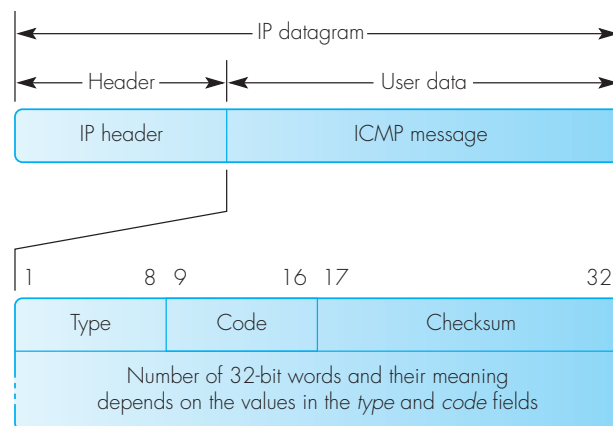 IP datagram
Header User data
IP header ICMP message
1 8 9 16 17 32
Type Code Checksum
Number of 32-bit words and their meaning
depends on the values in the type and code fields